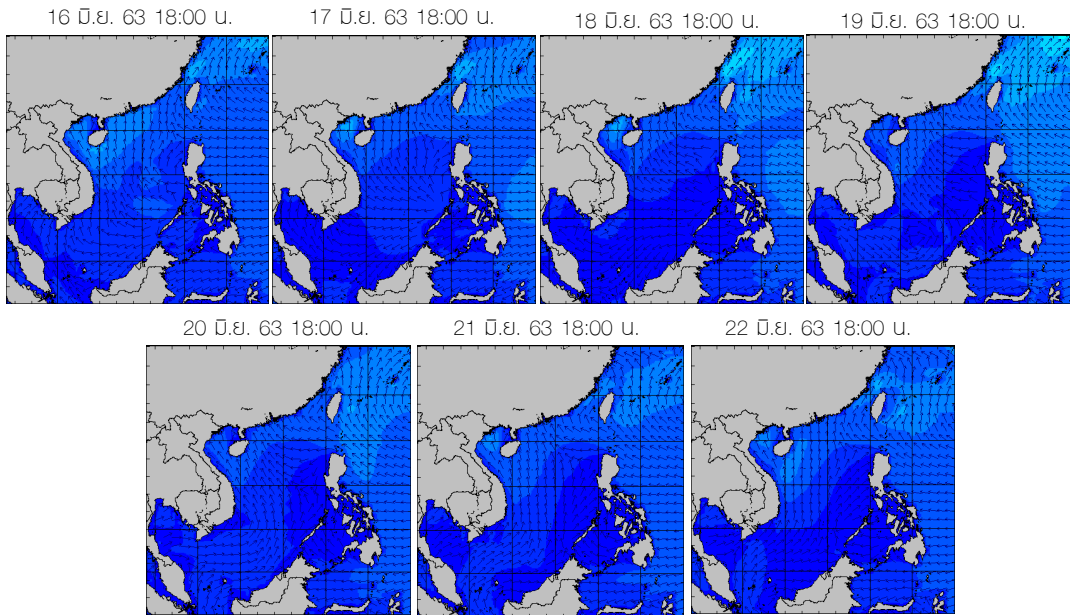 16 มิ.ย. 63 18:00 น.
17 มิ.ย. 63 18:00 น.
18 มิ.ย. 63 18:00 น.
19 มิ.ย. 63 18:00 น.
20 มิ.ย. 63 18:00 น.
21 มิ.ย. 63 18:00 น.
22 มิ.ย. 63 18:00 น.